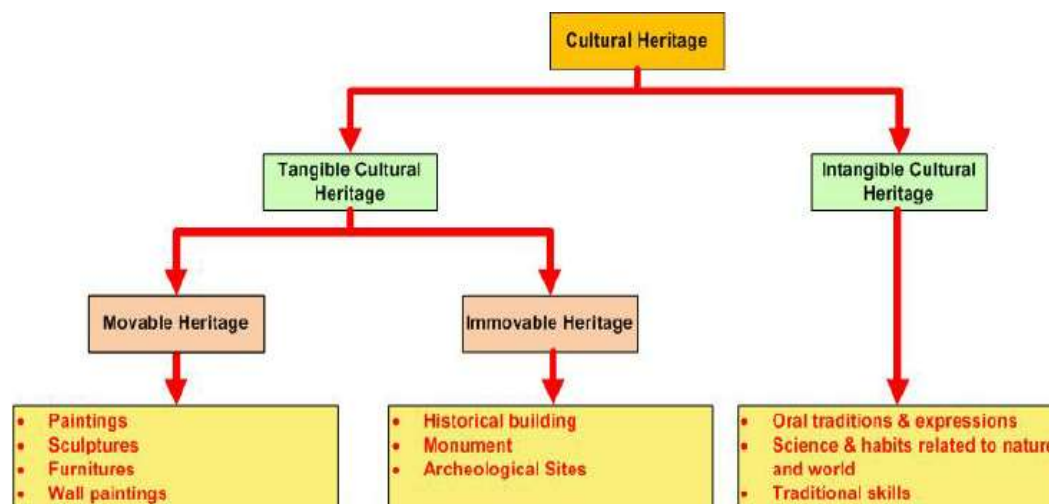 Cultural Heritage
Tangible Cultural
Heritage
Intangible Cultural
Heritage
Movable Heritage
Immovable Heritage
• Paintings
• Sculptures
• Furnitures
• Wall paintings
• Historical building
• Monument
• Archeological Sites
• Oral traditions & expressions
• Science & habits related to nature
and world
• Traditional skills